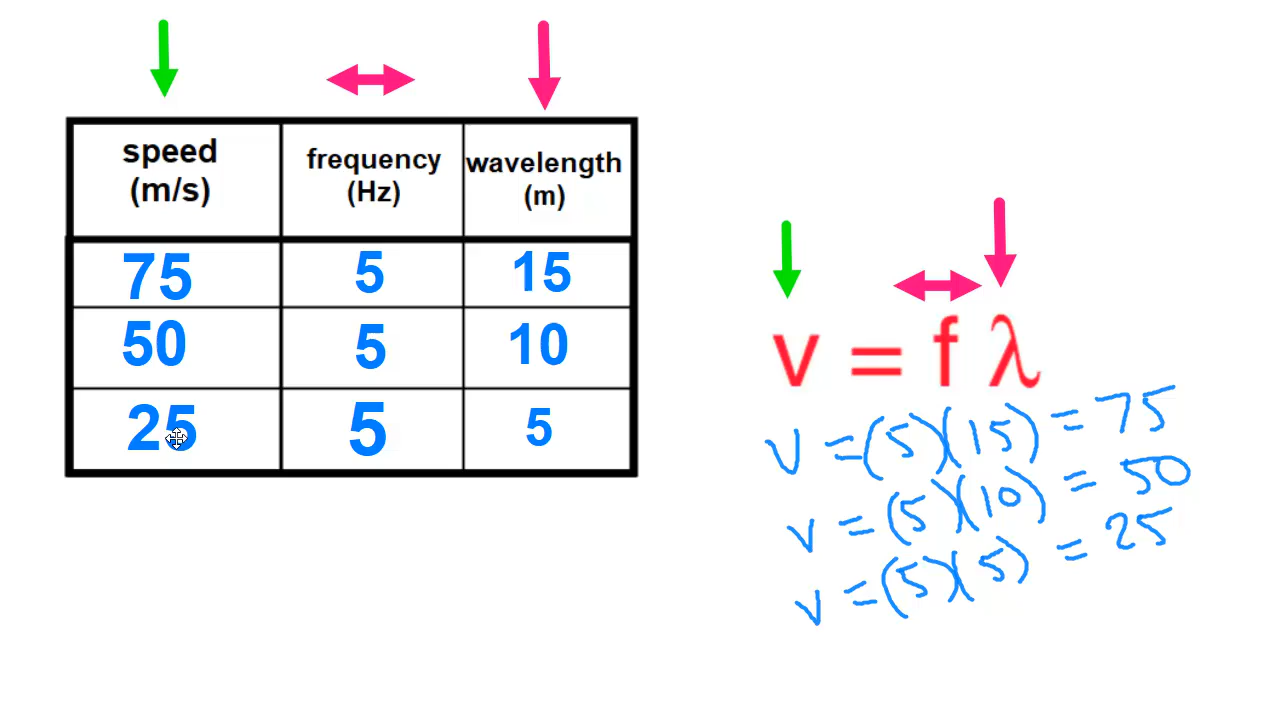 speed frequency wavelength
(m/s) (Hz) (m)
75 5 15
50 5 10
25 5 5
v = f λ
v = (5)(15) = 75
v = (5)(10) = 50
v = (5)(5) = 25